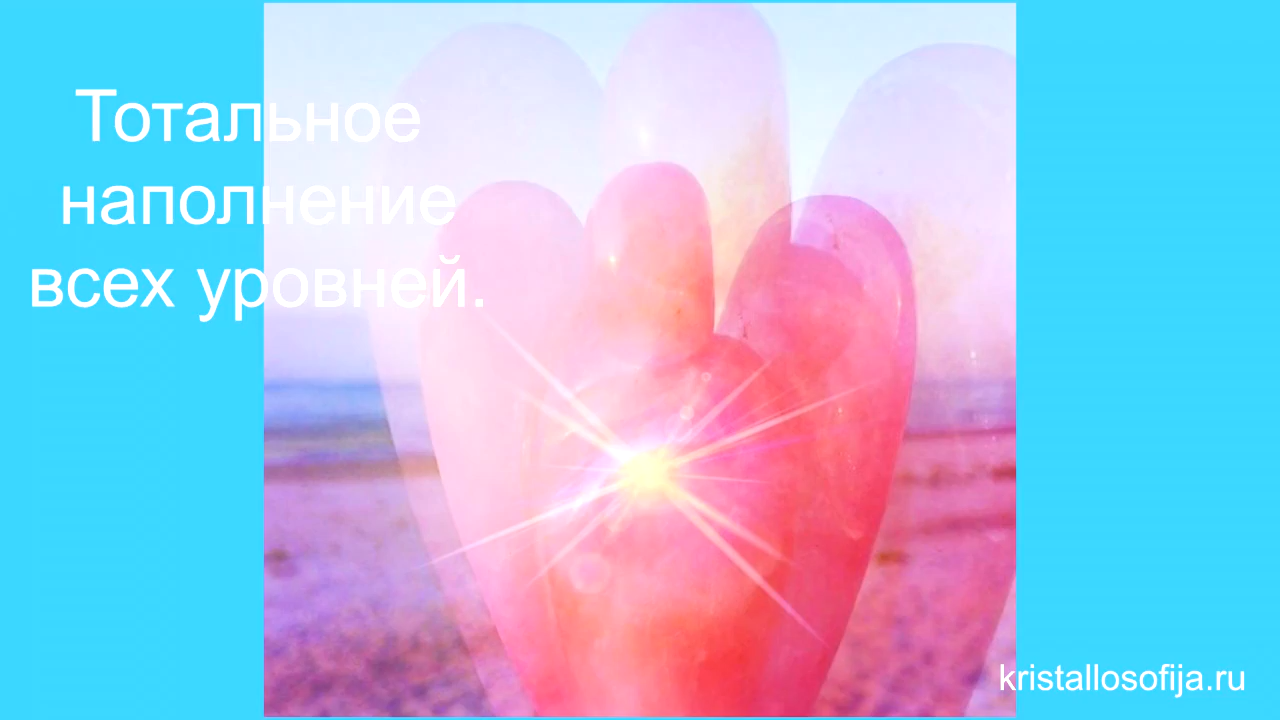 Тотальное
наполнение
всех уровней.
kristallosofija.ru